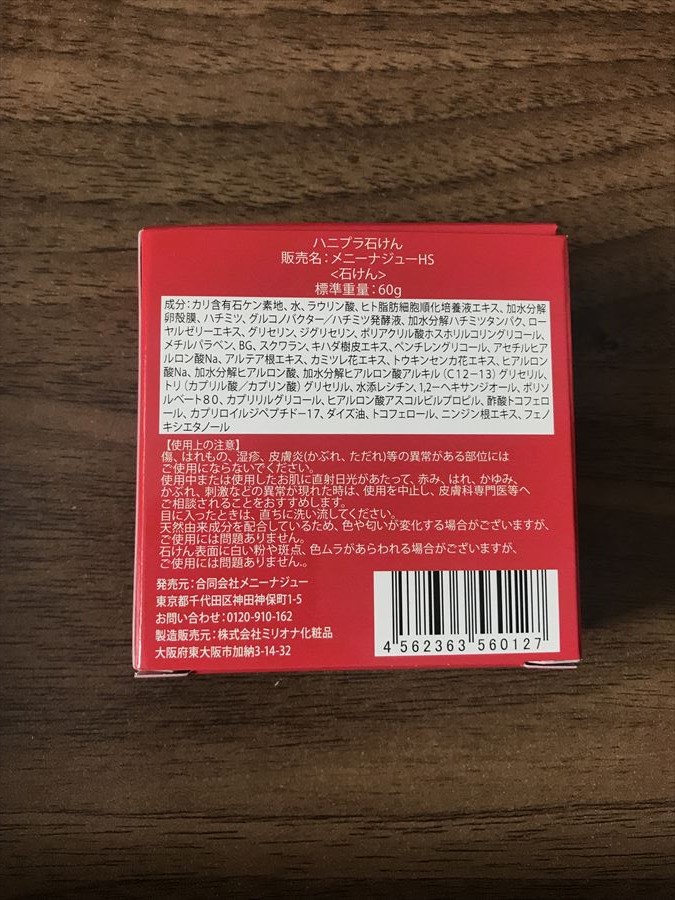 ハニプラ石けん
販売名：メニーナジューHS
<石けん>
標準重量：60g
成分：カリ含有石ケン素地、水、ラウリン酸、ヒト脂肪細胞順化培養液エキス、加水分解
卵殻膜、ハチミツ、グルコノバクター／ハチミツ発酵液、加水分解ハチミツタンパク、ロー
ヤルゼリーエキス、グリセリン、ジグリセリン、ポリアクリル酸ホスホリルコリングリコール、
メチルパラベン、BG、スクワラン、キハダ樹皮エキス、ペンチレングリコール、アセチルヒア
ルロン酸Na、アルテア根エキス、カミツレ花エキス、トウキンセンカ花エキス、ヒアルロン
酸Na、加水分解ヒアルロン酸、加水分解ヒアルロン酸アルキル（C12-13）グリセリル、
トリ（カプリル酸／カプリン酸）グリセリル、水添レシチン、1,2-ヘキサンジオール、ポリソ
ルベート80、カプリリルグリコール、ヒアルロン酸アスコルビルプロピル、酢酸トコフェロ
ール、カプリロイルジペプチド-17、ダイズ油、トコフェロール、ニンジン根エキス、フェノ
キシエタノール
【使用上の注意】
傷、はれもの、湿疹、皮膚炎(かぶれ、ただれ)等の異常がある部位には
ご使用にならないでください。
使用中または使用したお肌に直射日光があたって、赤み、はれ、かゆみ、
かぶれ、刺激などの異常が現れた時は、使用を中止し、皮膚科専門医等へ
ご相談されることをおすすめします。
目に入ったときは、直ちに洗い流してください。
天然由来成分を配合しているため、色や匂いが変化する場合がございますが、
ご使用には問題ありません。
石けん表面に白い粉や斑点、色ムラがあらわれる場合がございますが、
ご使用には問題ありません。。
発売元：合同会社メニーナジュー
東京都千代田区神田神保町1-5
お問い合わせ：0120-910-162
製造販売元：株式会社ミリオナ化粧品
大阪府東大阪市加納3-14-32
4 562363 560127